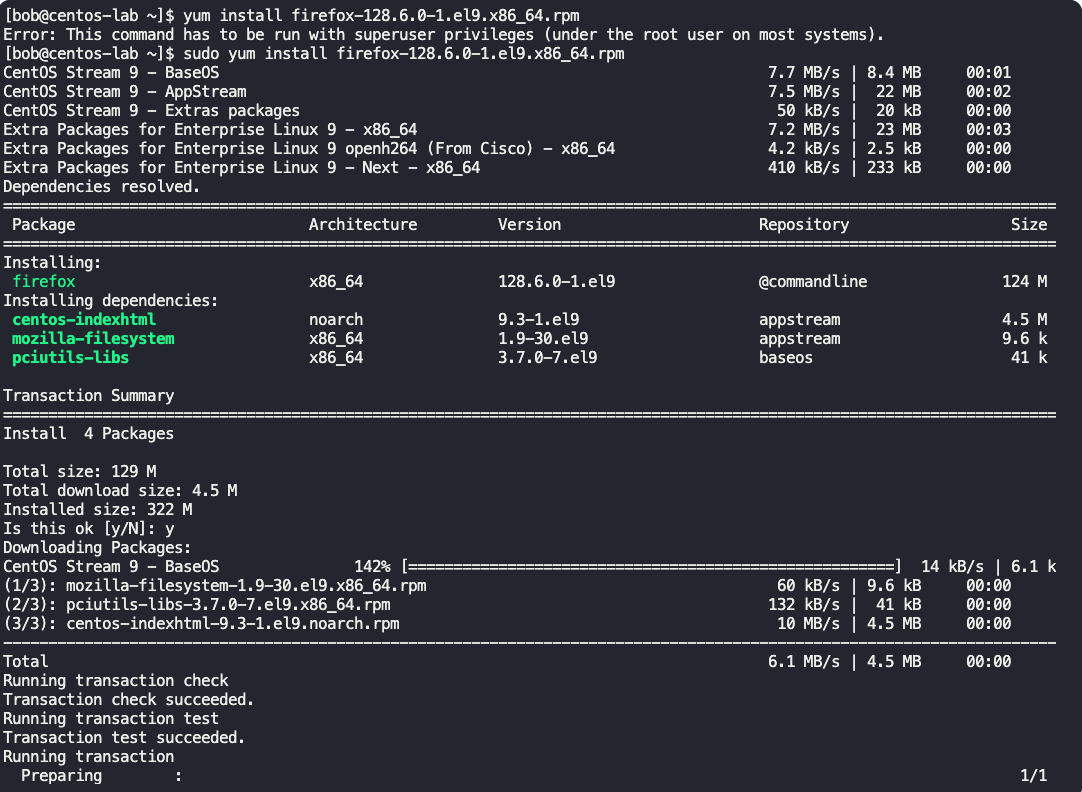 [bob@centos-lab ~]$ yum install firefox-128.6.0-1.el9.x86_64.rpm
Error: This command has to be run with superuser privileges (under the root user on most systems).
[bob@centos-lab ~]$ sudo yum install firefox-128.6.0-1.el9.x86_64.rpm
CentOS Stream 9 - BaseOS 7.7 MB/s | 8.4 MB 00:01
CentOS Stream 9 - AppStream 7.5 MB/s | 22 MB 00:02
CentOS Stream 9 - Extras packages 50 kB/s | 20 kB 00:00
Extra Packages for Enterprise Linux 9 - x86_64 7.2 MB/s | 23 MB 00:03
Extra Packages for Enterprise Linux 9 openh264 (From Cisco) - x86_64 4.2 kB/s | 2.5 kB 00:00
Extra Packages for Enterprise Linux 9 - Next - x86_64 410 kB/s | 233 kB 00:00
Dependencies resolved.
Package Architecture Version Repository Size
Installing:
firefox x86_64 128.6.0-1.el9 @commandline 124 M
Installing dependencies:
centos-indexhtml noarch 9.3-1.el9 appstream 4.5 M
mozilla-filesystem x86_64 1.9-30.el9 appstream 9.6 k
pciutils-libs x86_64 3.7.0-7.el9 baseos 41 k
Transaction Summary
Install 4 Packages
Total size: 129 M
Total download size: 4.5 M
Installed size: 322 M
Is this ok [y/N]: y
Downloading Packages:
CentOS Stream 9 - BaseOS 142% [======================================================] 14 kB/s | 6.1 k
(1/3): mozilla-filesystem-1.9-30.el9.x86_64.rpm 60 kB/s | 9.6 kB 00:00
(2/3): pciutils-libs-3.7.0-7.el9.x86_64.rpm 132 kB/s | 41 kB 00:00
(3/3): centos-indexhtml-9.3-1.el9.noarch.rpm 10 MB/s | 4.5 MB 00:00
Total 6.1 MB/s | 4.5 MB 00:00
Running transaction check
Transaction check succeeded.
Running transaction test
Transaction test succeeded.
Running transaction
Preparing : 1/1